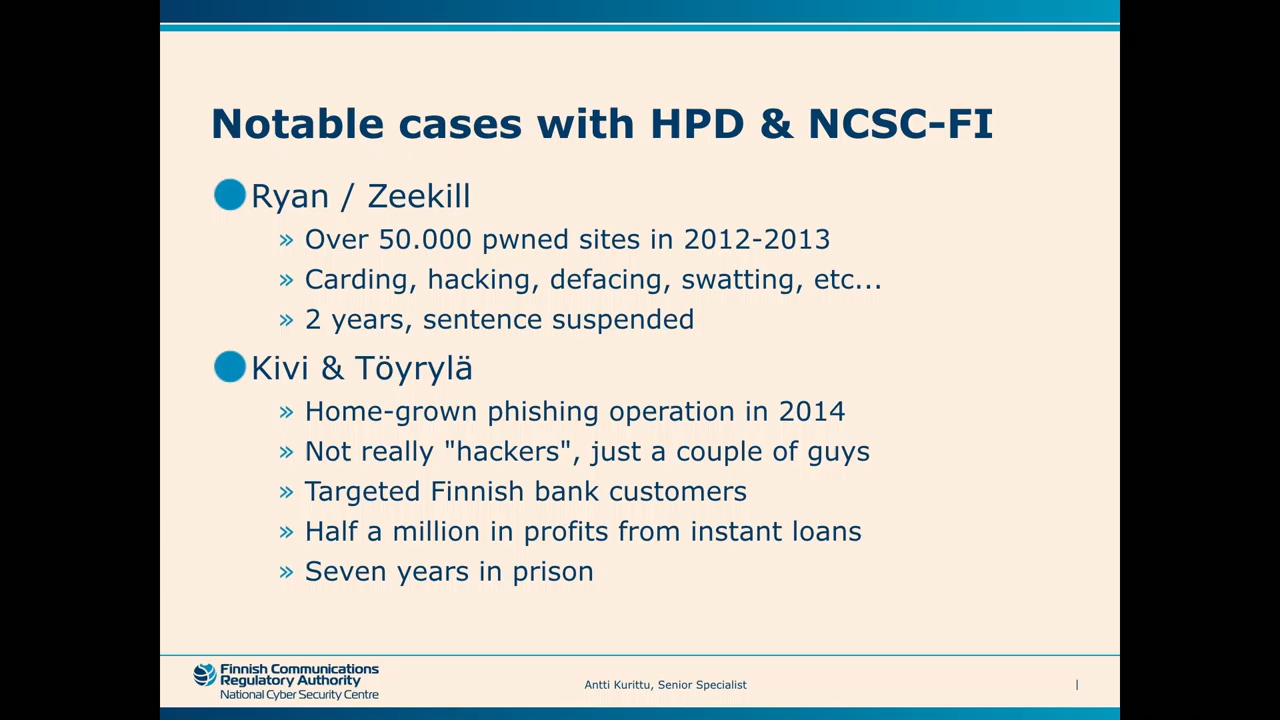 Notable cases with HPD & NCSC-FI
Ryan / Zeekill
» Over 50.000 pwned sites in 2012-2013
» Carding, hacking, defacing, swatting, etc...
» 2 years, sentence suspended
Kivi & Töyrylä
» Home-grown phishing operation in 2014
» Not really "hackers", just a couple of guys
» Targeted Finnish bank customers
» Half a million in profits from instant loans
» Seven years in prison
Finnish Communications
Regulatory Authority
National Cyber Security Centre
Antti Kurittu, Senior Specialist
|